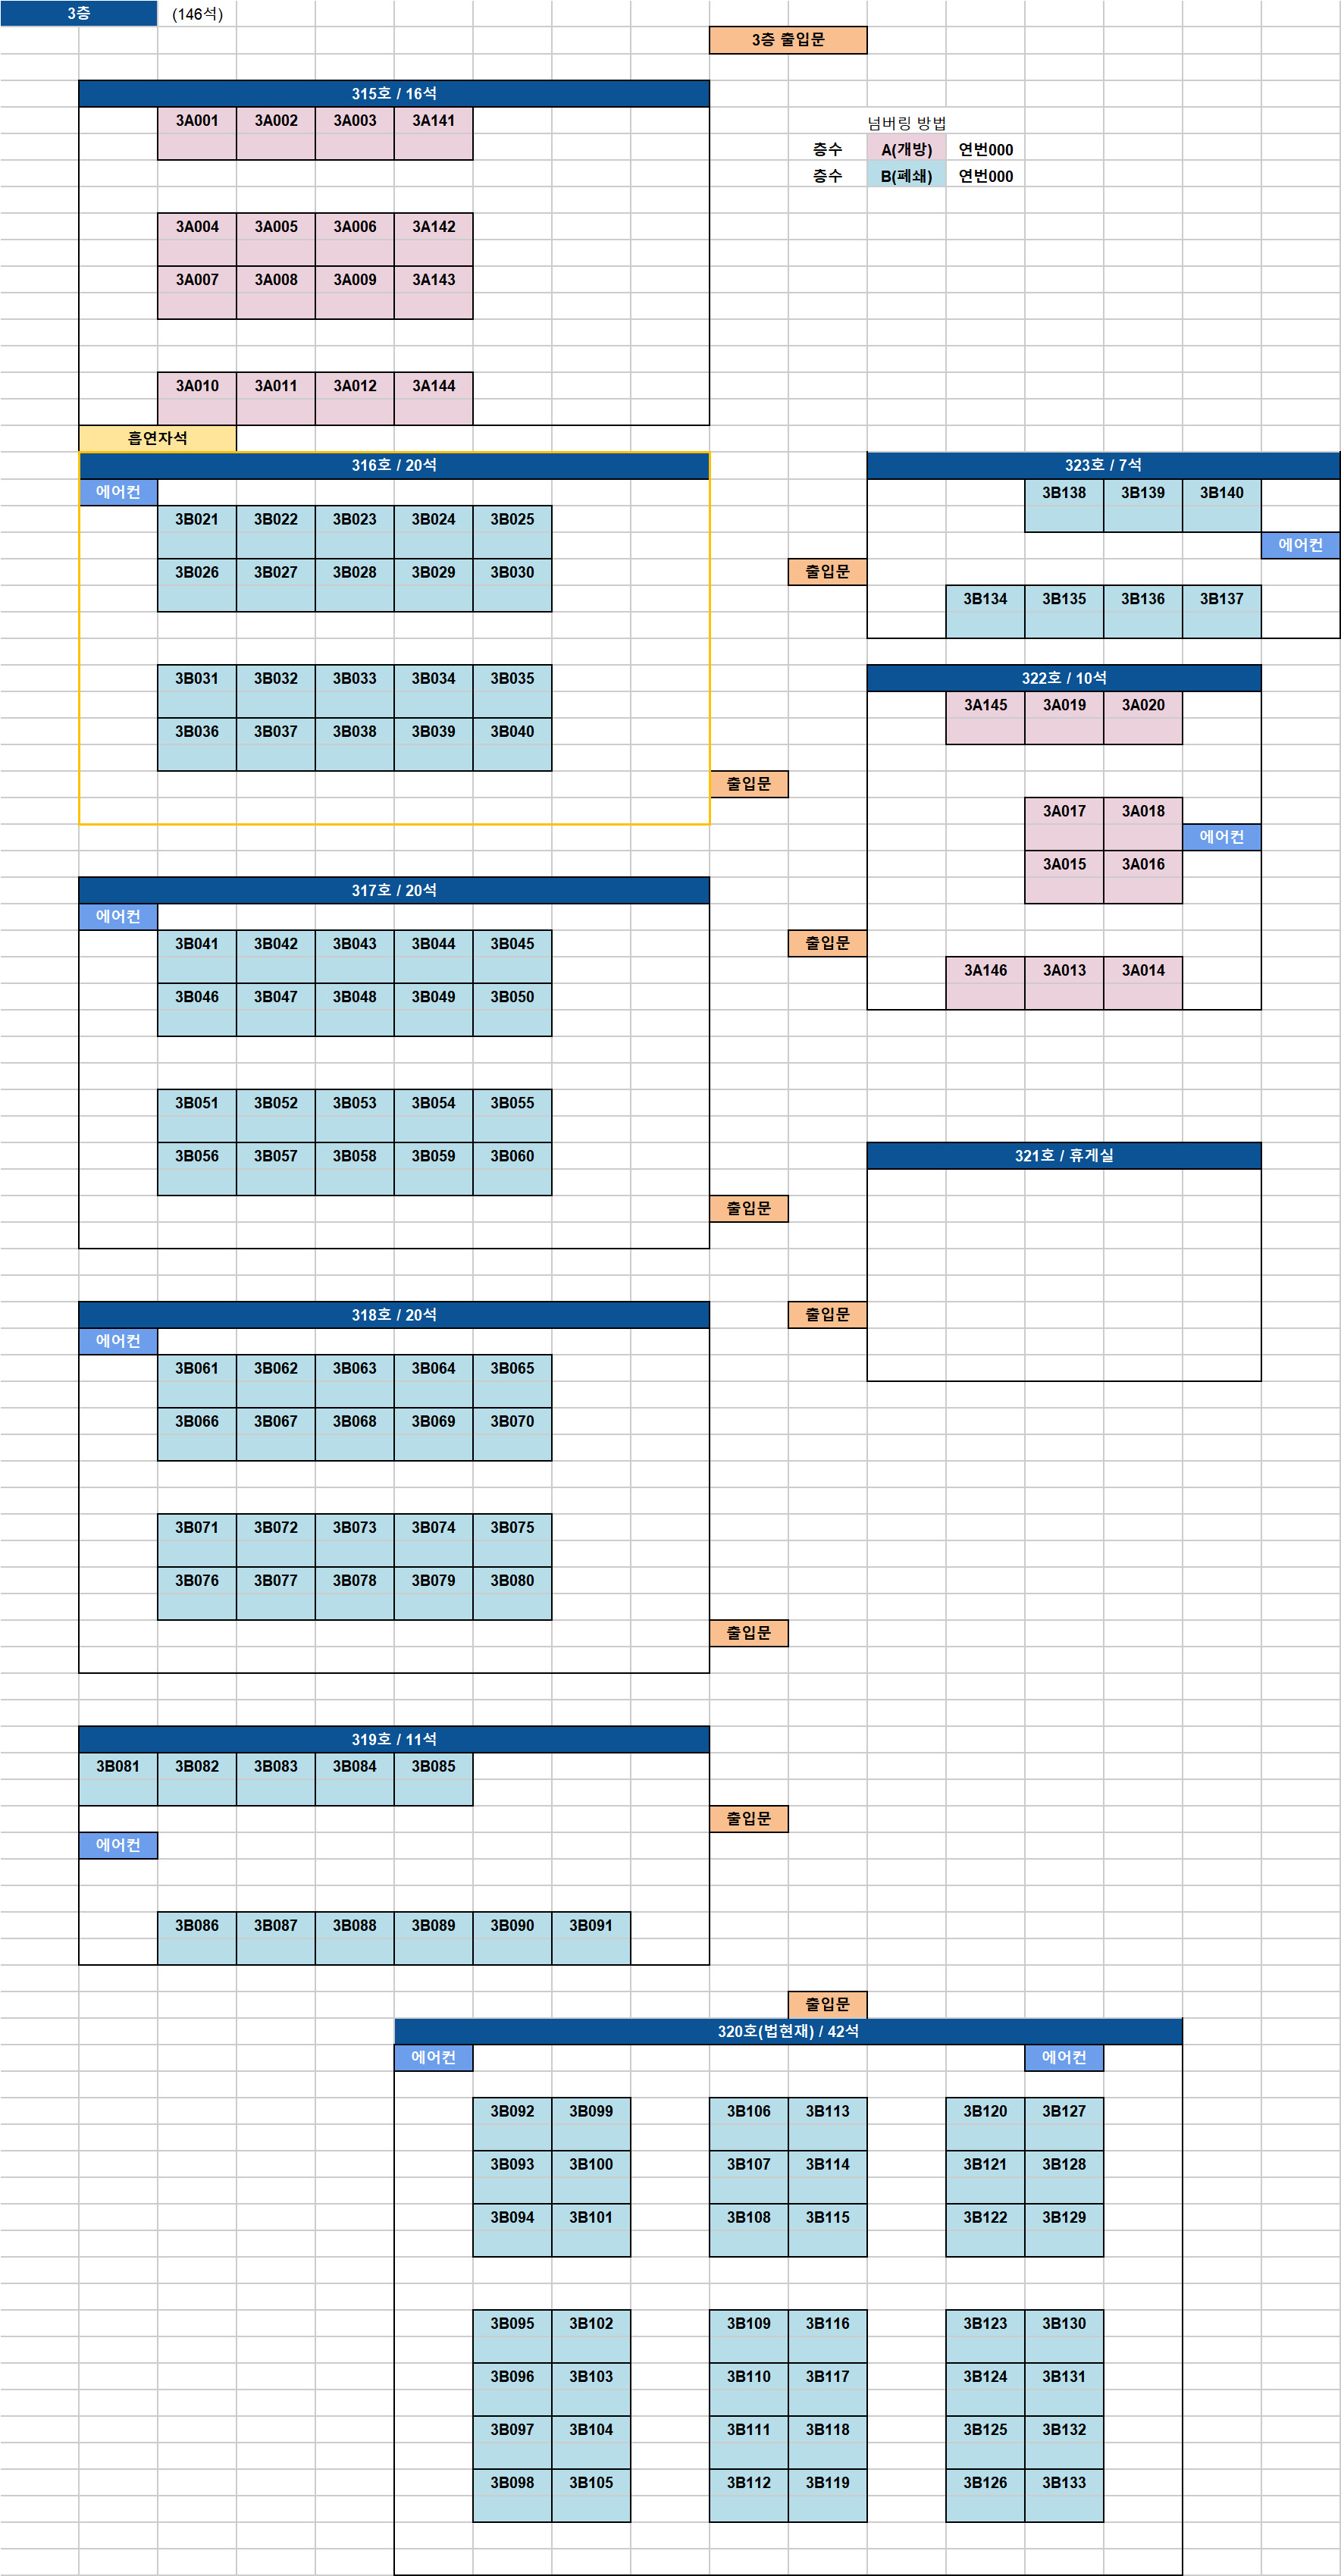 3층 (146석)
3층 출입문
315호 / 16석
3A001 3A002 3A003 3A141
넘버링 방법
층수 A(개방) 연번000
층수 B(폐쇄) 연번000
3A004 3A005 3A006 3A142
3A007 3A008 3A009 3A143
3A010 3A011 3A012 3A144
흡연자석
316호 / 20석
에어컨
3B021 3B022 3B023 3B024 3B025
3B026 3B027 3B028 3B029 3B030
3B031 3B032 3B033 3B034 3B035
3B036 3B037 3B038 3B039 3B040
출입문
323호 / 7석
3B138 3B139 3B140
에어컨
출입문
3B134 3B135 3B136 3B137
322호 / 10석
3A145 3A019 3A020
3A017 3A018
에어컨
3A015 3A016
출입문
3A146 3A013 3A014
317호 / 20석
에어컨
3B041 3B042 3B043 3B044 3B045
3B046 3B047 3B048 3B049 3B050
3B051 3B052 3B053 3B054 3B055
3B056 3B057 3B058 3B059 3B060
출입문
321호 / 휴게실
출입문
318호 / 20석
에어컨
3B061 3B062 3B063 3B064 3B065
3B066 3B067 3B068 3B069 3B070
3B071 3B072 3B073 3B074 3B075
3B076 3B077 3B078 3B079 3B080
출입문
319호 / 11석
3B081 3B082 3B083 3B084 3B085
출입문
에어컨
3B086 3B087 3B088 3B089 3B090 3B091
출입문
320호(법현재) / 42석
에어컨 에어컨
3B092 3B099 3B106 3B113 3B120 3B127
3B093 3B100 3B107 3B114 3B121 3B128
3B094 3B101 3B108 3B115 3B122 3B129
3B095 3B102 3B109 3B116 3B123 3B130
3B096 3B103 3B110 3B117 3B124 3B131
3B097 3B104 3B111 3B118 3B125 3B132
3B098 3B105 3B112 3B119 3B126 3B133